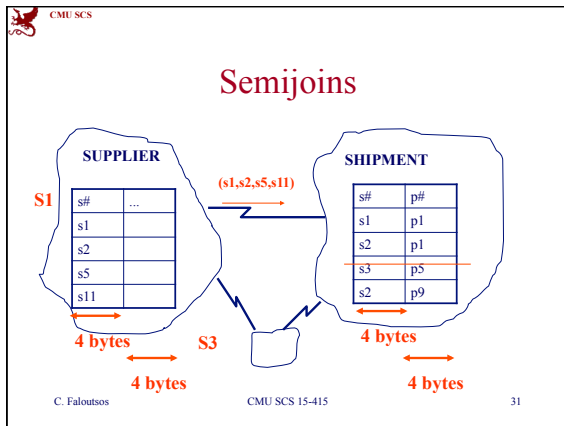 CMU SCS
Semijoins
SUPPLIER
SHIPMENT
(s1,s2,s5,s11)
S1
s# ...
s1
s2
s5
s11
s# p#
s1 p1
s2 p1
s3 p5
s2 p9
4 bytes
4 bytes
S3
4 bytes
4 bytes
C. Faloutsos CMU SCS 15-415 31